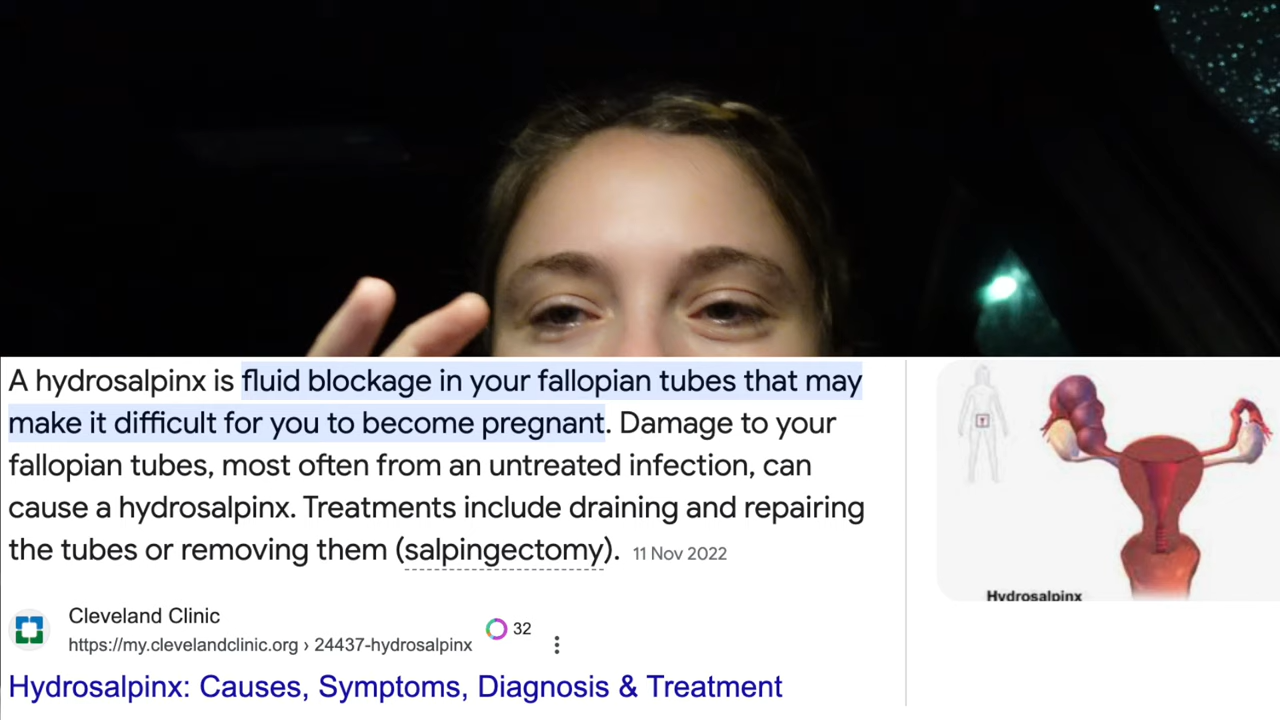 A hydrosalpinx is fluid blockage in your fallopian tubes that may
make it difficult for you to become pregnant. Damage to your
fallopian tubes, most often from an untreated infection, can
cause a hydrosalpinx. Treatments include draining and repairing
the tubes or removing them (salpingectomy). 11 Nov 2022
Hydrosalpinx
Cleveland Clinic
https://my.clevelandclinic.org › 24437-hydrosalpinx
32
Hydrosalpinx: Causes, Symptoms, Diagnosis & Treatment